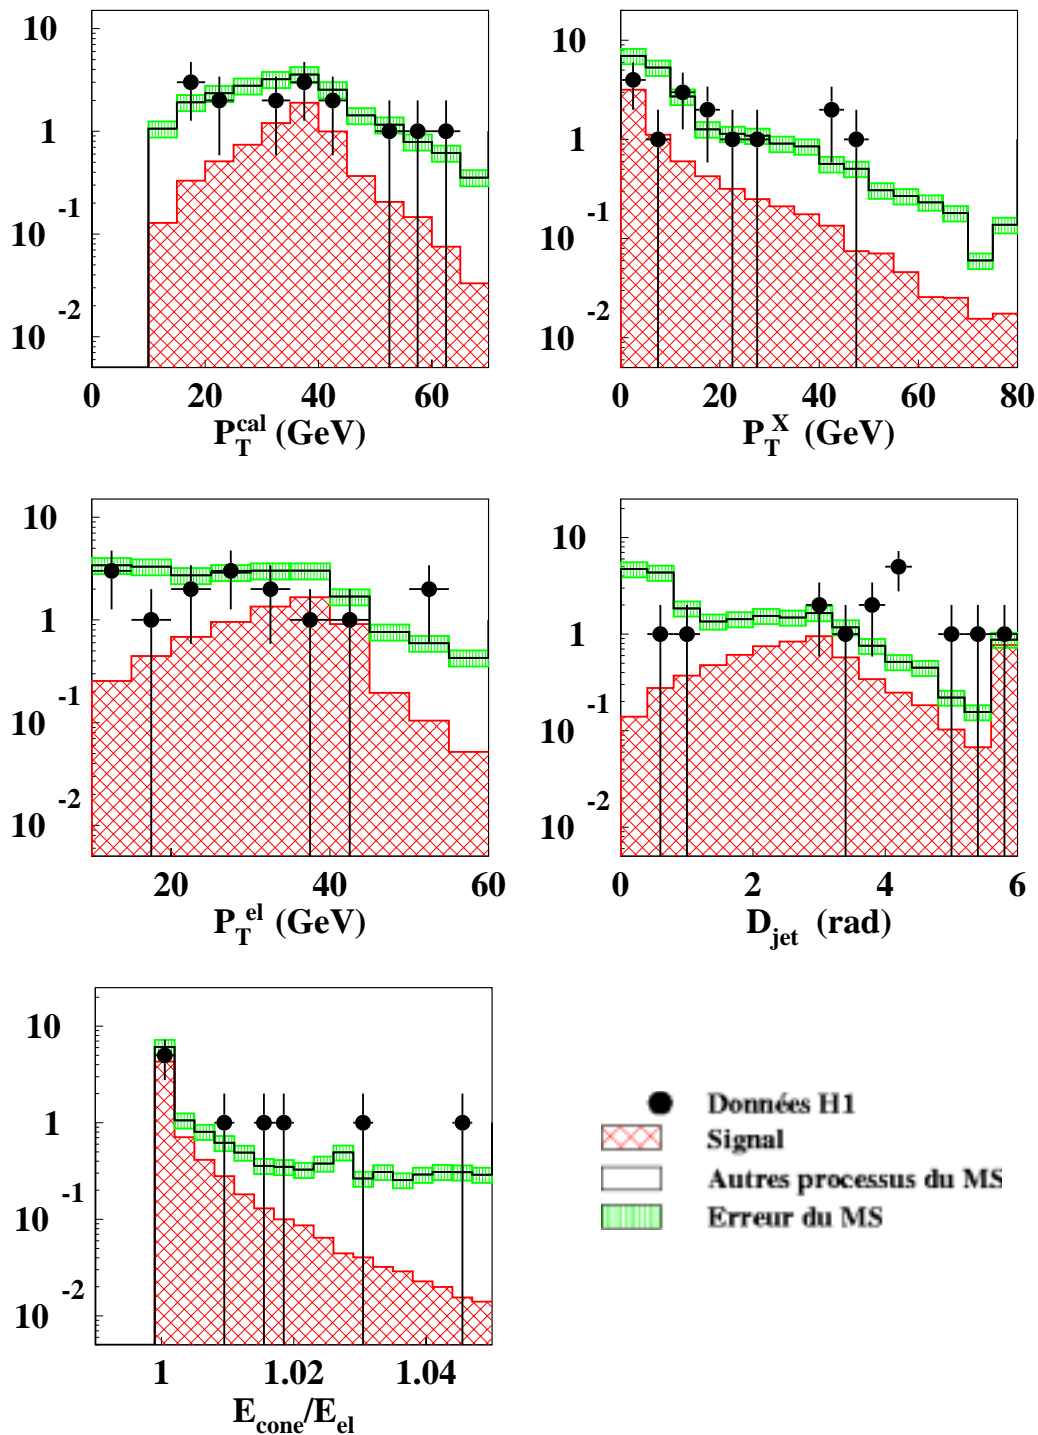 10
1
10 -1
10 -2
0 20 40 60
P_T^cal (GeV)
10
1
10 -1
10 -2
0 20 40 60 80
P_T^X (GeV)
10
1
10 -1
10 -2
20 40 60
P_T^el (GeV)
10
1
10 -1
10 -2
0 2 4 6
D_jet (rad)
10
1
10 -1
10 -2
1 1.02 1.04
E_cone/E_el
Données H1
Signal
Autres processus du MS
Erreur du MS